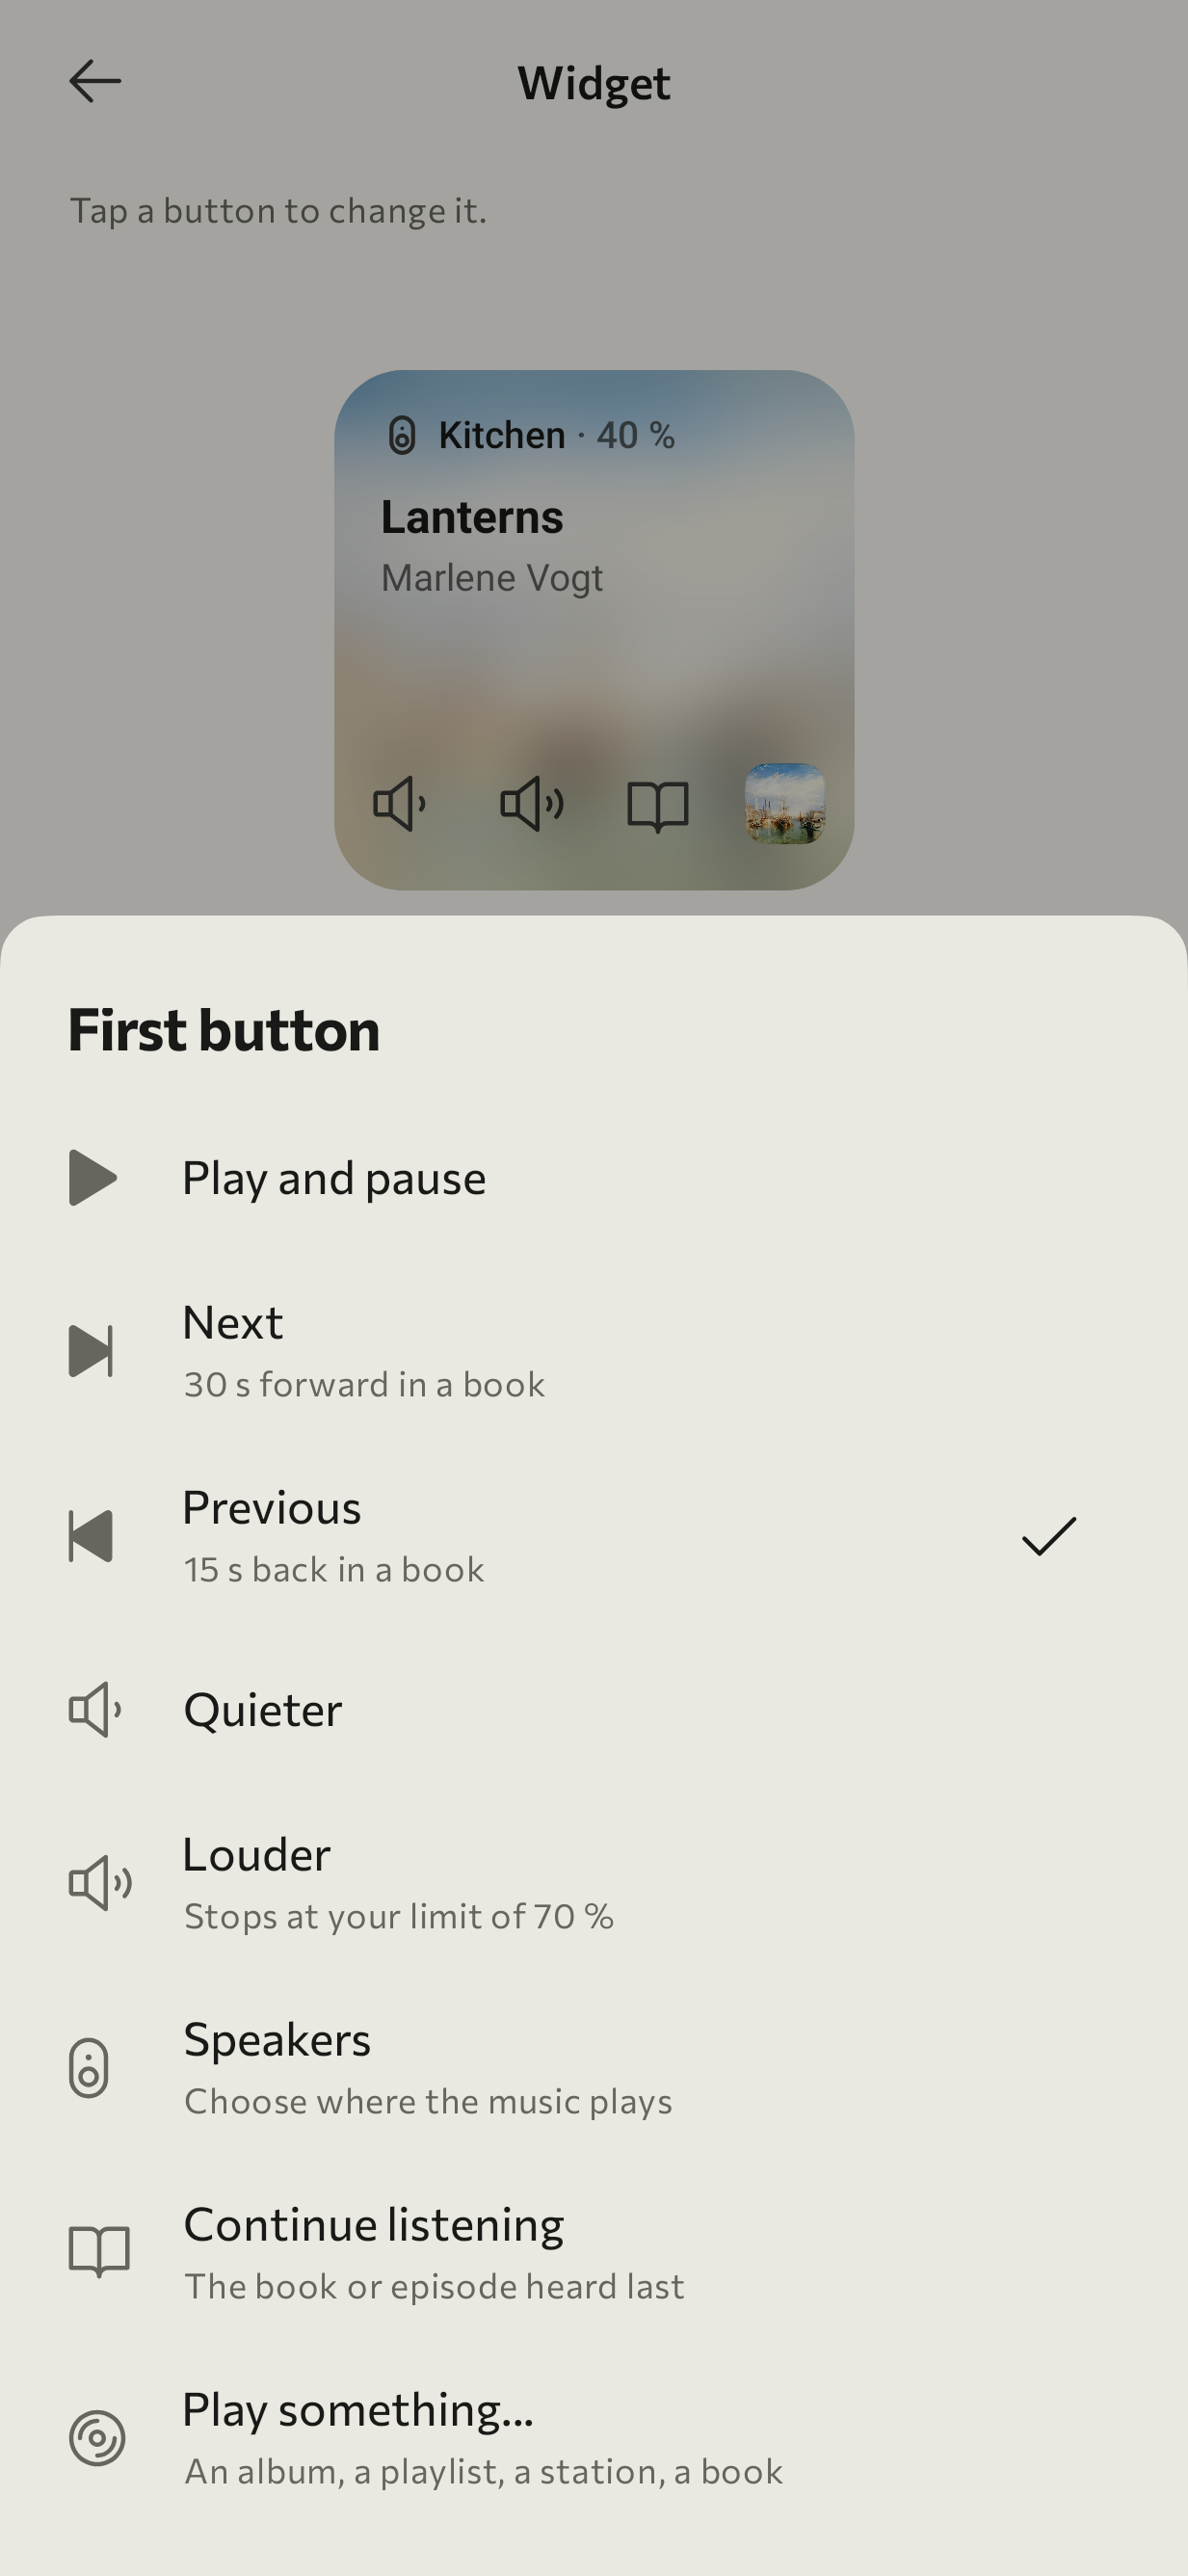 Widget
Tap a button to change it.
Kitchen · 40 %
Lanterns
Marlene Vogt
First button
Play and pause
Next
30 s forward in a book
Previous
15 s back in a book
Quieter
Louder
Stops at your limit of 70 %
Speakers
Choose where the music plays
Continue listening
The book or episode heard last
Play something...
An album, a playlist, a station, a book